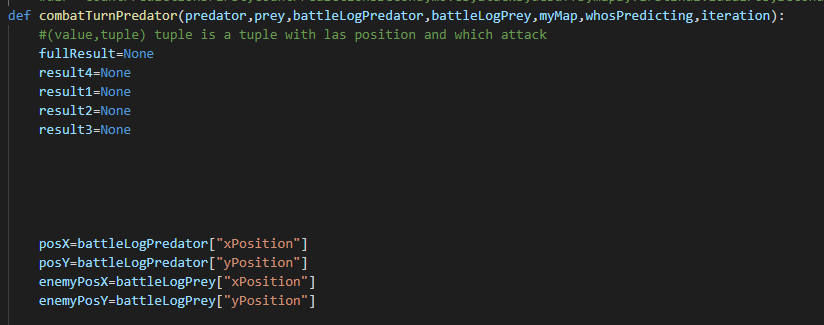 def combatTurnPredator(predator,prey,battleLogPredator,battleLogPrey,myMap,whosPredicting,iteration):
    #(value,tuple) tuple is a tuple with las position and which attack
    fullResult=None
    result4=None
    result1=None
    result2=None
    result3=None
    posX=battleLogPredator["xPosition"]
    posY=battleLogPredator["yPosition"]
    enemyPosX=battleLogPrey["xPosition"]
    enemyPosY=battleLogPrey["yPosition"]